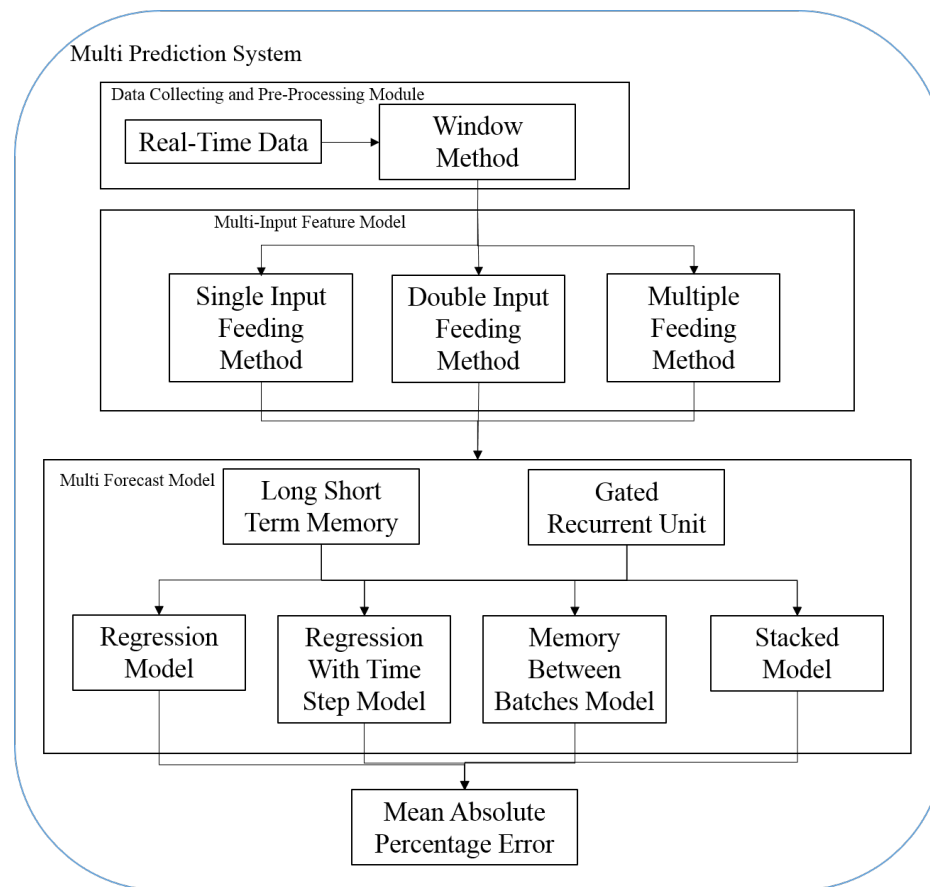 Multi Prediction System
Data Collecting and Pre-Processing Module
Real-Time Data
Window
Method
Multi-Input Feature Model
Single Input
Feeding
Method
Double Input
Feeding
Method
Multiple
Feeding
Method
Multi Forecast Model
Long Short
Term Memory
Gated
Recurrent Unit
Regression
Model
Regression
With Time
Step Model
Memory
Between
Batches Model
Stacked
Model
Mean Absolute
Percentage Error